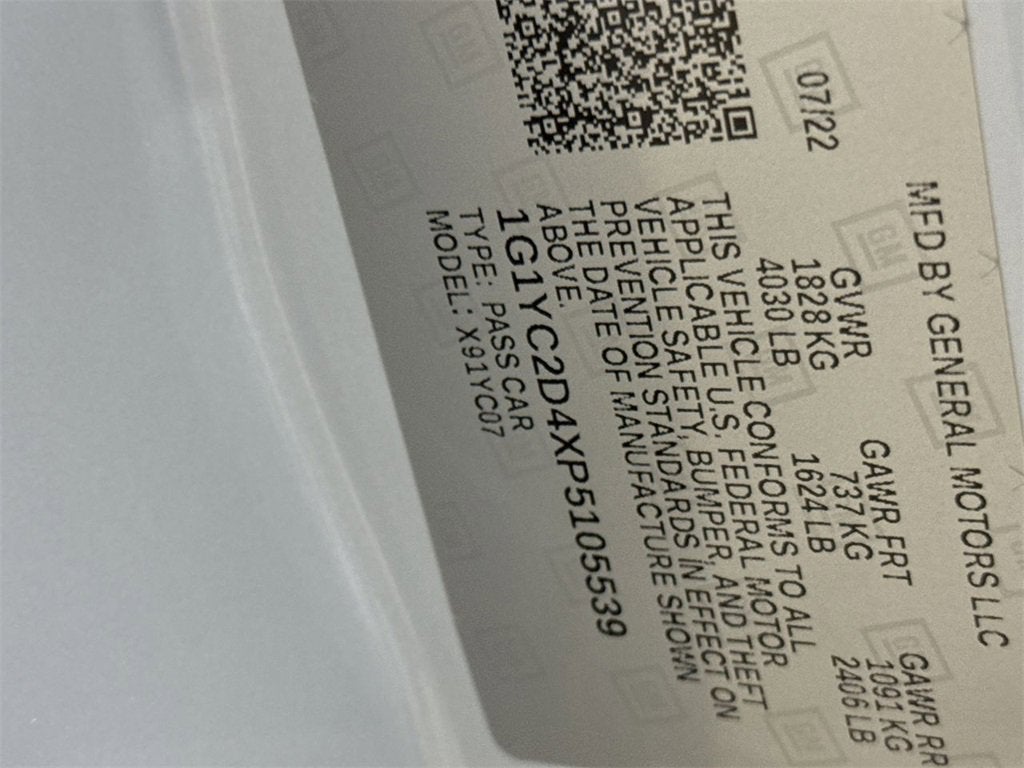 MFD BY GENERAL MOTORS LLC
07/22
GVWR GAWR FRT GAWR RR
1828 KG 737 KG 1091 KG
4030 LB 1624 LB 2406 LB
THIS VEHICLE CONFORMS TO ALL
APPLICABLE U.S. FEDERAL MOTOR
VEHICLE SAFETY, BUMPER, AND THEFT
PREVENTION STANDARDS IN EFFECT ON
THE DATE OF MANUFACTURE SHOWN
ABOVE.
1G1YC2D4XP5105539
TYPE: PASS CAR
MODEL: X91YC07